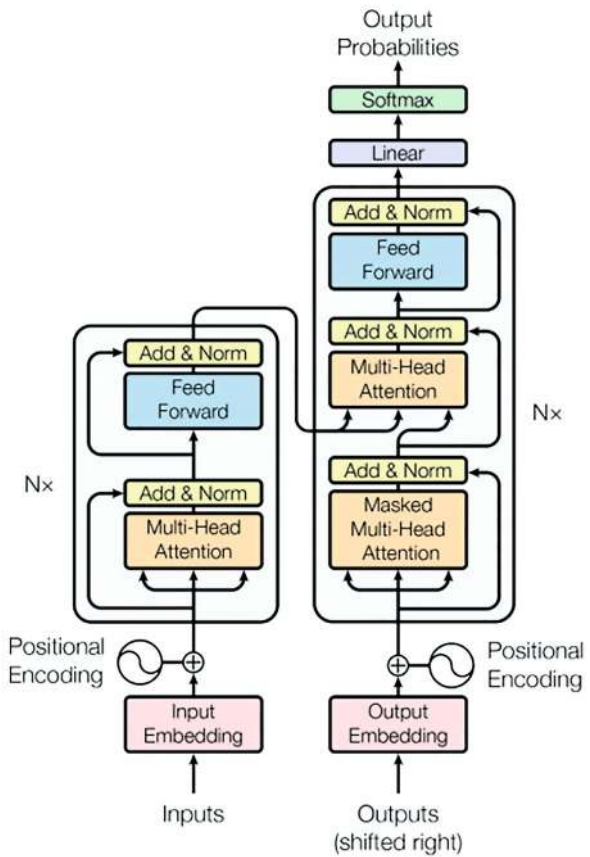 Output
Probabilities
Softmax
Linear
Add & Norm
Feed
Forward
Add & Norm
Multi-Head
Attention
Add & Norm
Masked
Multi-Head
Attention
N×
Add & Norm
Feed
Forward
Add & Norm
Multi-Head
Attention
N×
Positional
Encoding
Positional
Encoding
Input
Embedding
Output
Embedding
Inputs
Outputs
(shifted right)